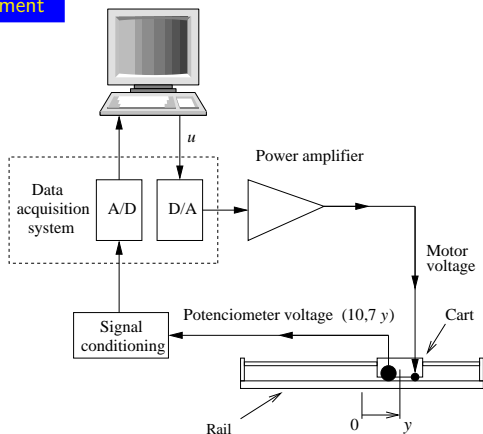 ment
u
Power amplifier
Data
acquisition
system
A/D
D/A
Motor
voltage
Potenciometer voltage (10,7 y)
Cart
Signal
conditioning
0
y
Rail